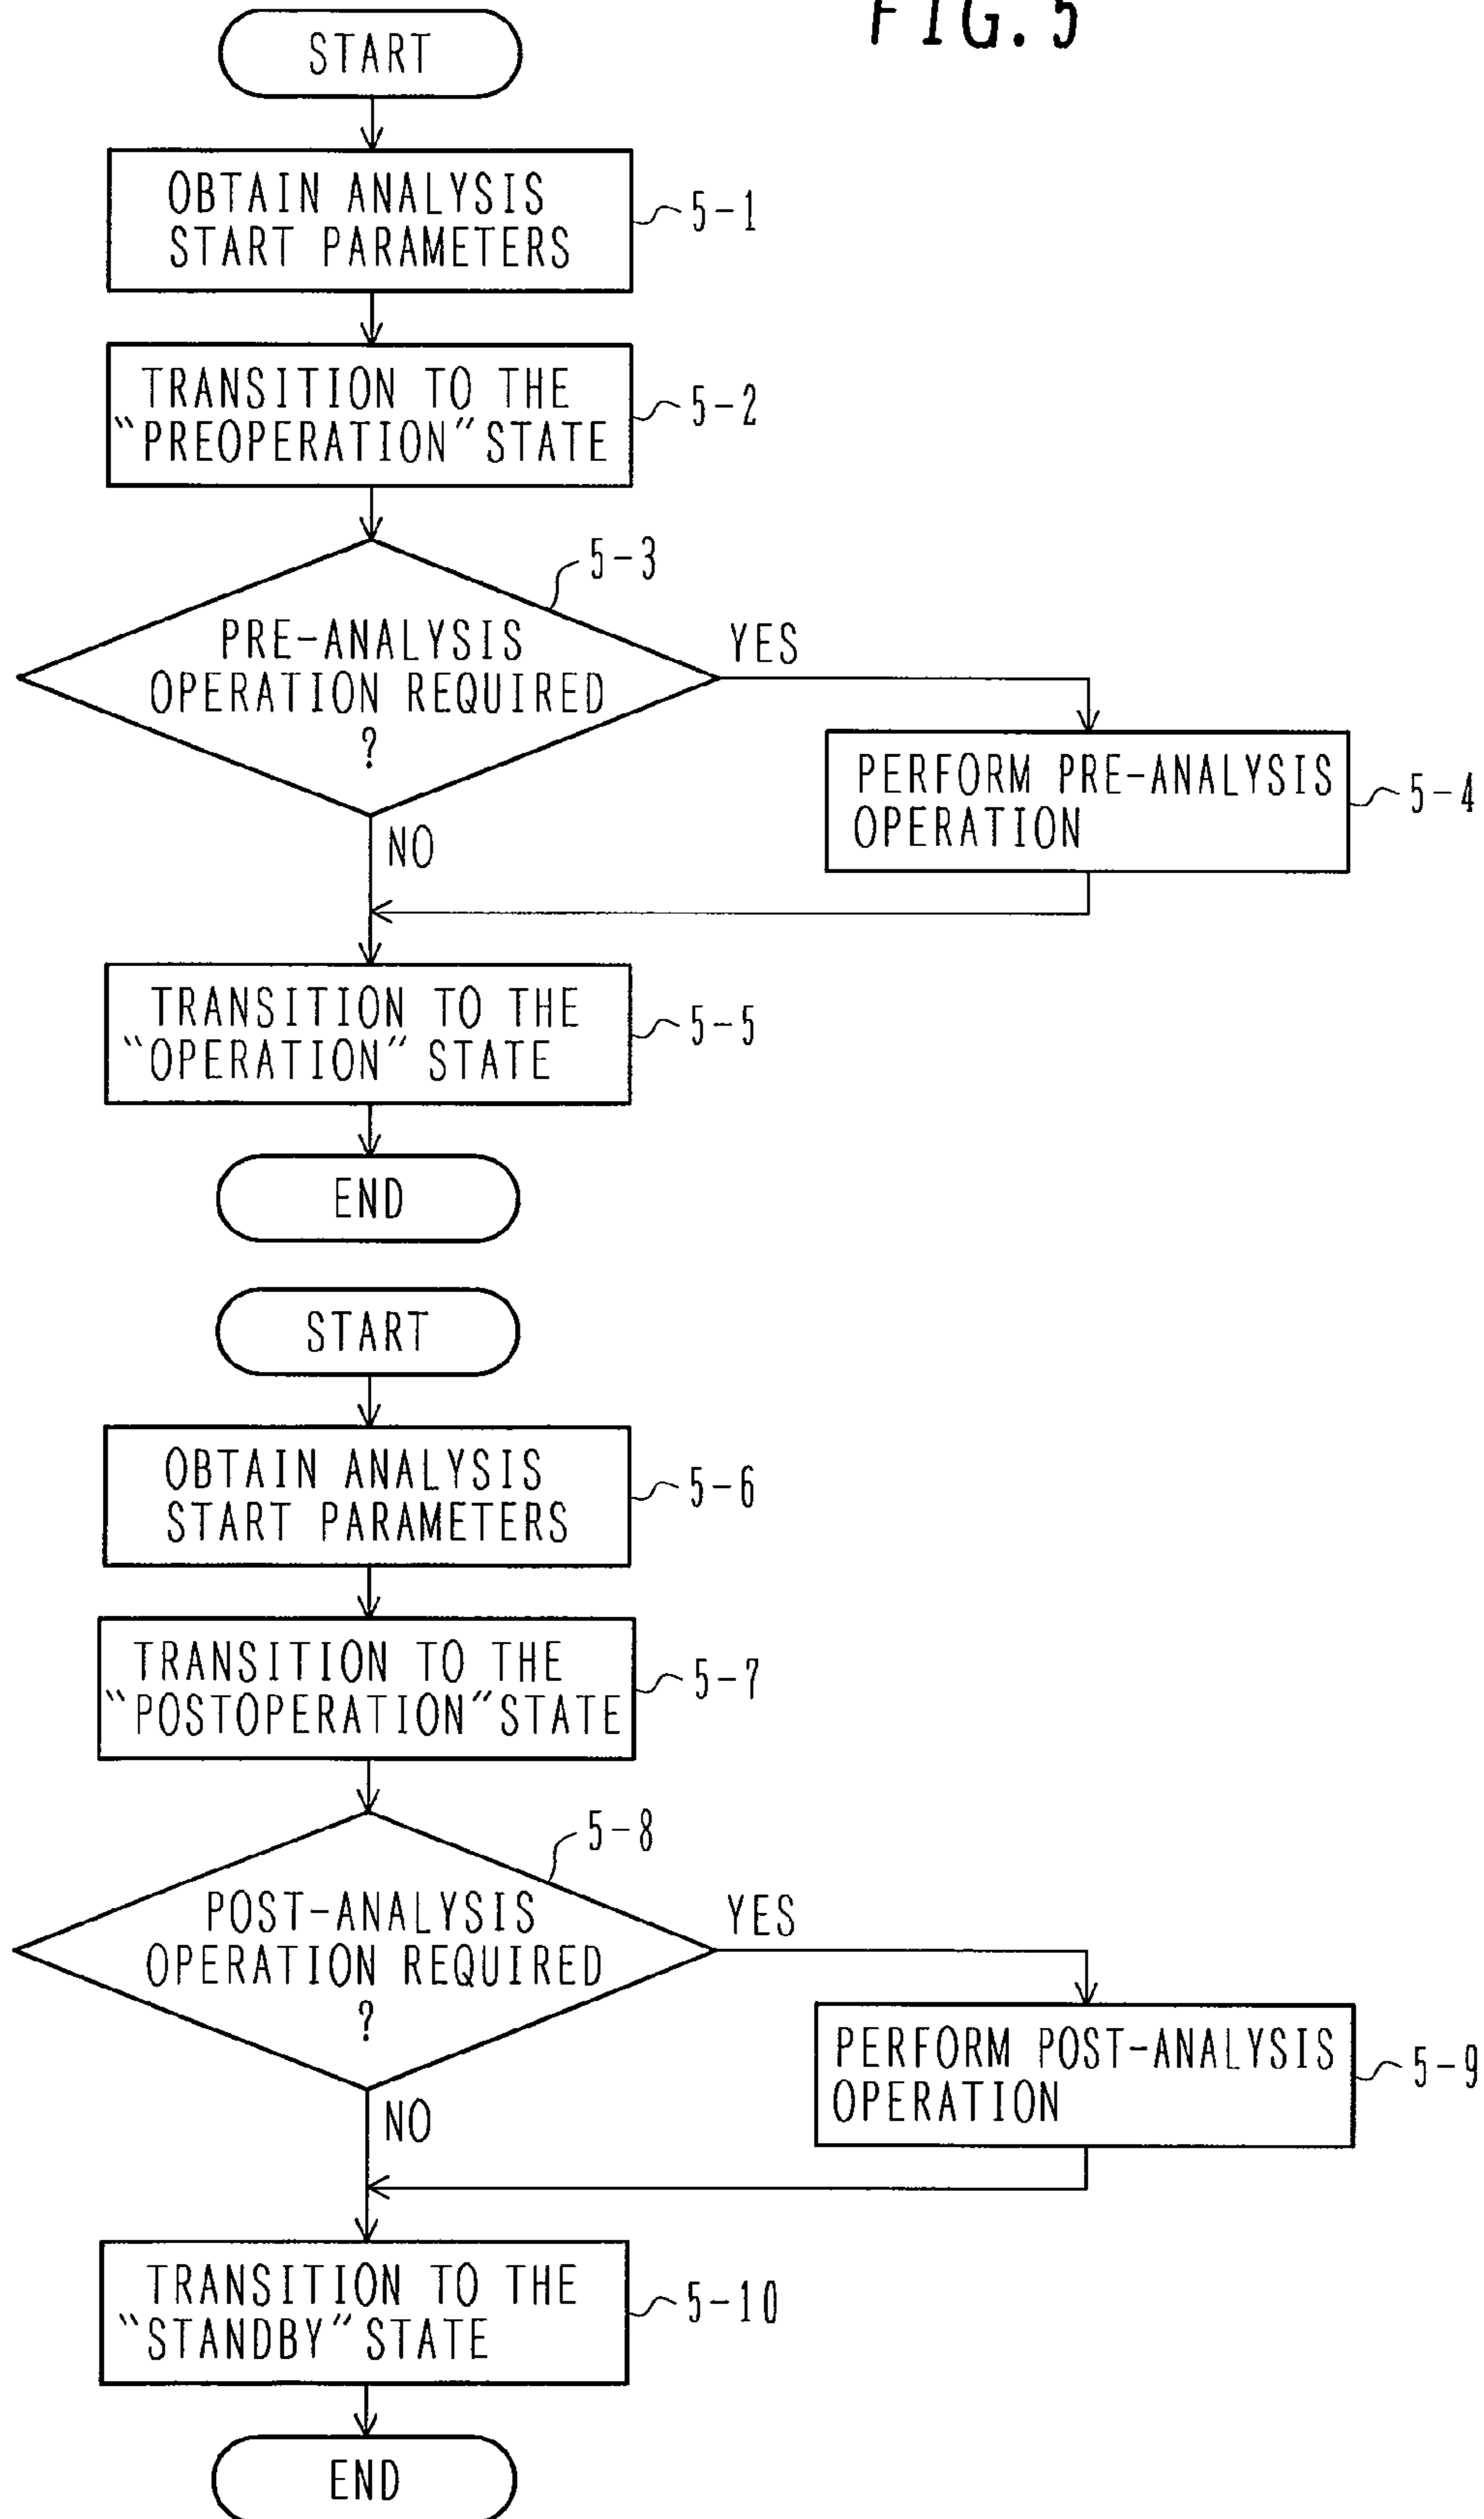 FIG. 5
START
OBTAIN ANALYSIS
START PARAMETERS
5-1
TRANSITION TO THE
"PREOPERATION" STATE
5-2
5-3
PRE-ANALYSIS
OPERATION REQUIRED
?
YES
PERFORM PRE-ANALYSIS
OPERATION
5-4
NO
TRANSITION TO THE
"OPERATION" STATE
5-5
END
START
OBTAIN ANALYSIS
START PARAMETERS
5-6
TRANSITION TO THE
"POSTOPERATION" STATE
5-7
5-8
POST-ANALYSIS
OPERATION REQUIRED
?
YES
PERFORM POST-ANALYSIS
OPERATION
5-9
NO
TRANSITION TO THE
"STANDBY" STATE
5-10
END